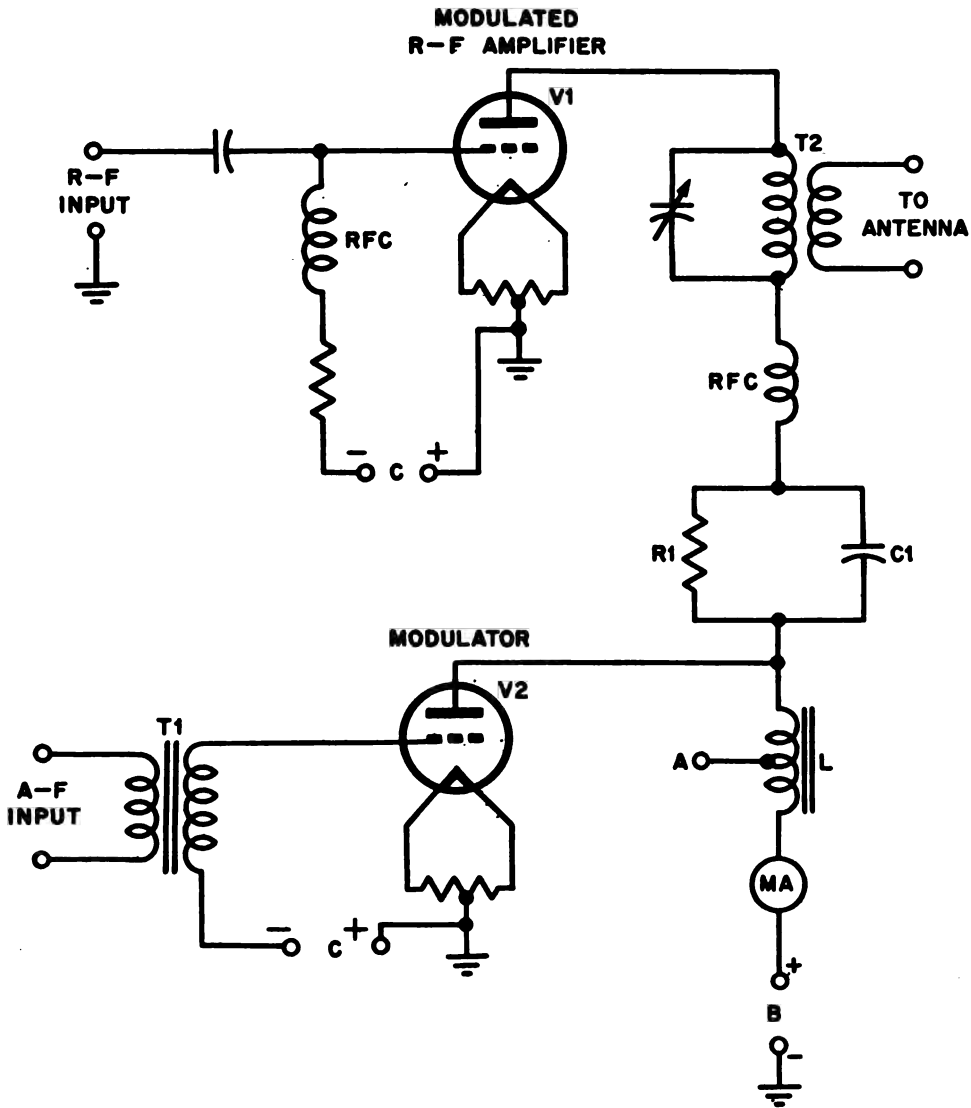 MODULATED
R-F AMPLIFIER
V1
T2
R-F
INPUT
RFC
TO
ANTENNA
RFC
- C +
R1
C1
MODULATOR
V2
T1
A-F
INPUT
A
L
MA
- C +
+
B
-